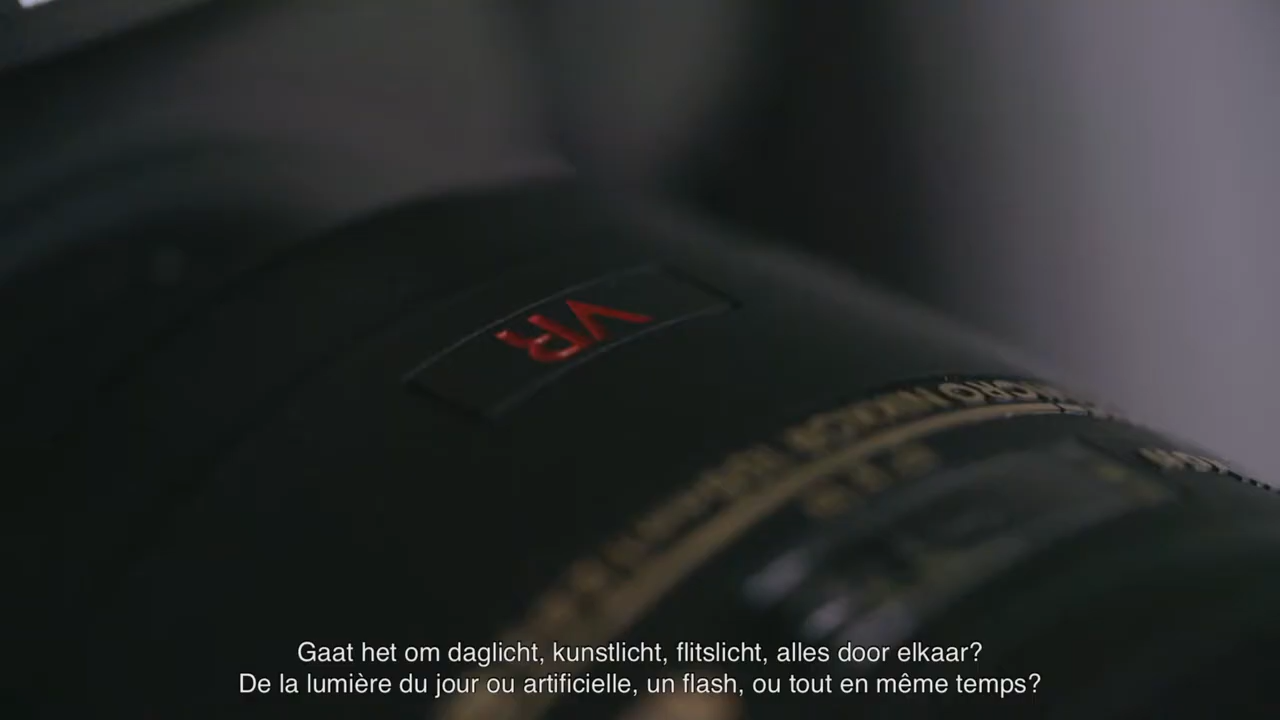 VR
Gaat het om daglicht, kunstlicht, flitslicht, alles door elkaar?
De la lumière du jour ou artificielle, un flash, ou tout en même temps?